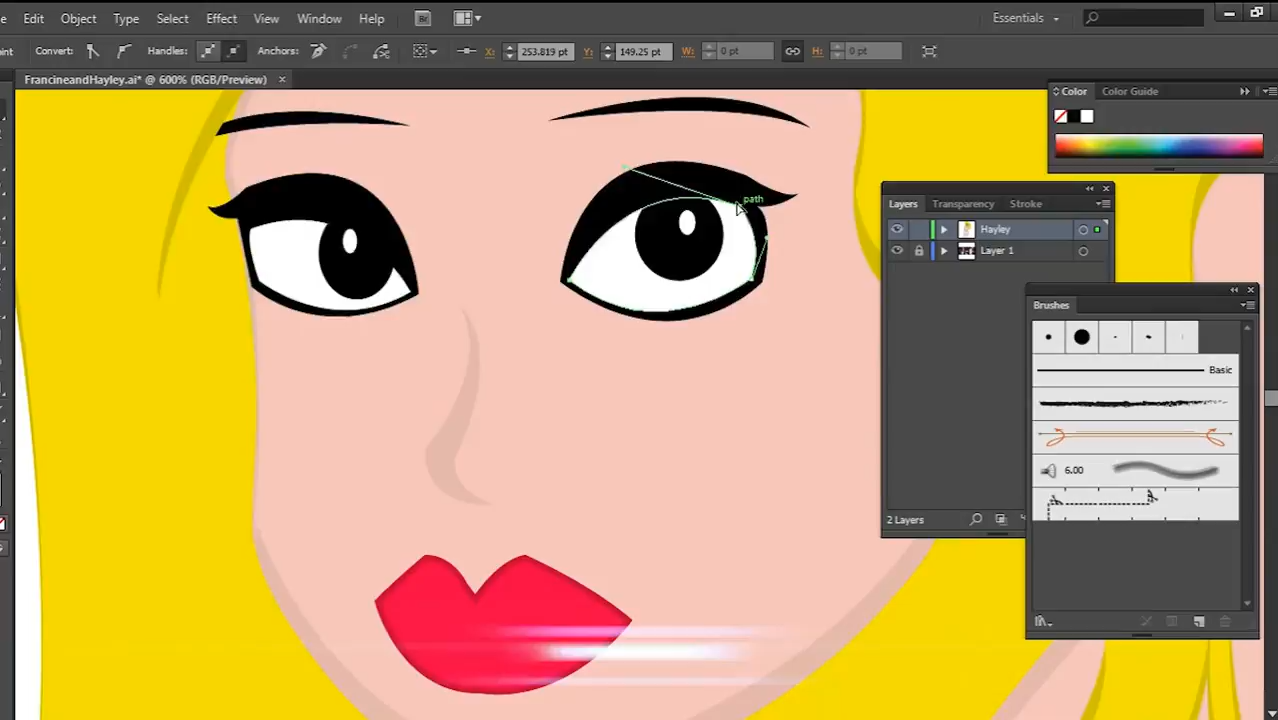 Edit Object Type Select Effect View Window Help Br Essentials
Convert: Handles: Anchors: X: 253.819 pt Y: 149.25 pt W: 0 pt H: 0 pt
FrancineandHayley.ai* @ 600% (RGB/Preview)
Color Color Guide
path
Layers Transparency Stroke
Hayley
Layer 1
2 Layers
Brushes
Basic
6.00